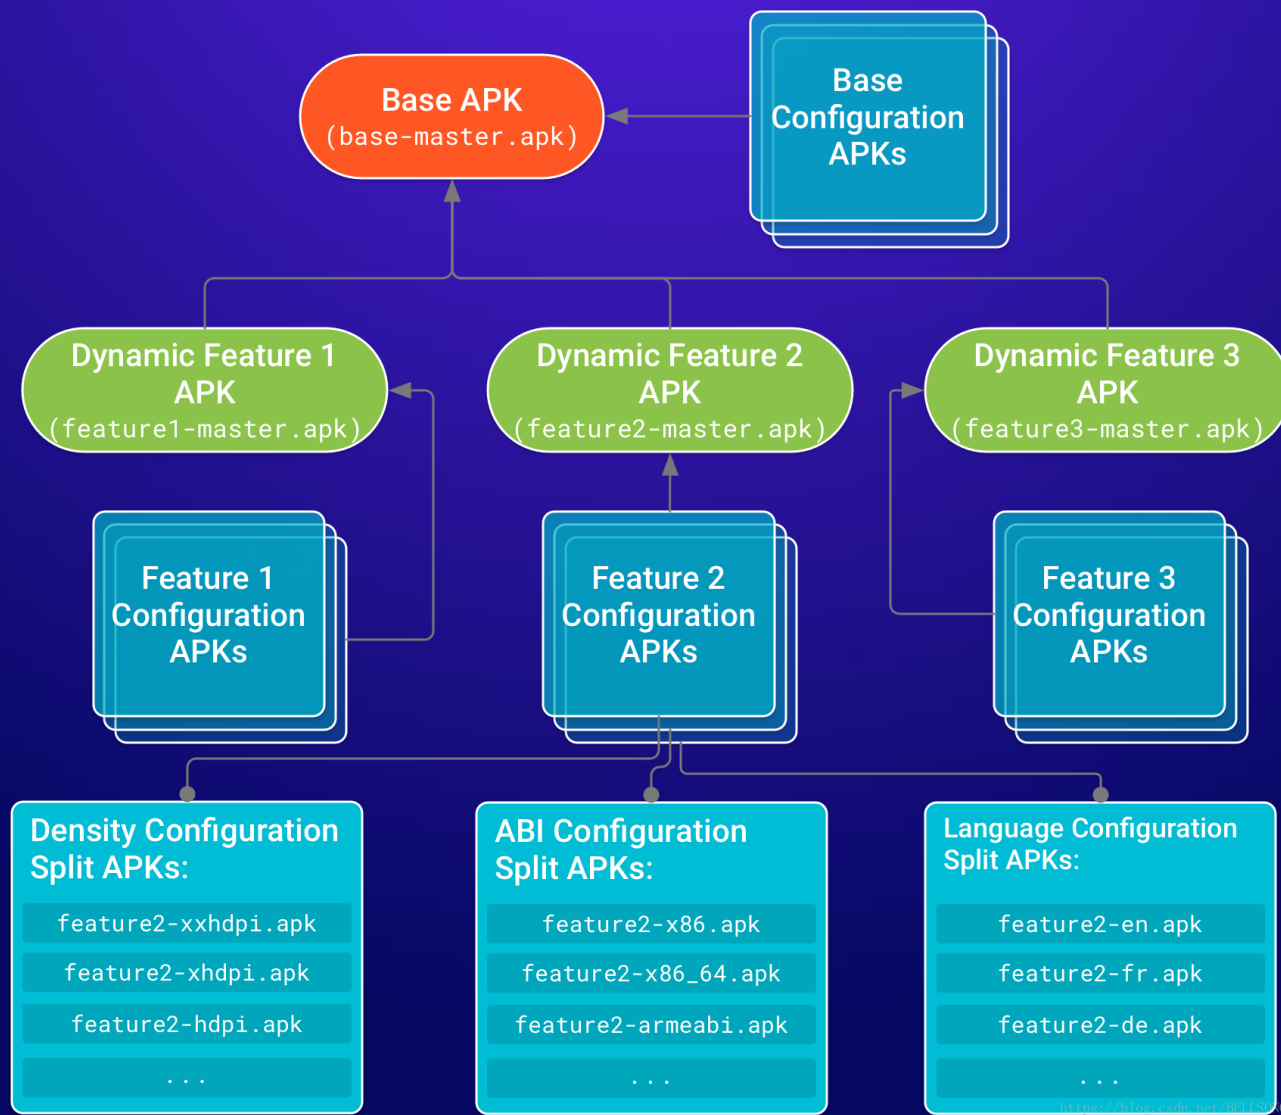 Base APK
(base-master.apk)
Base
Configuration
APKs
Dynamic Feature 1
APK
(feature1-master.apk)
Dynamic Feature 2
APK
(feature2-master.apk)
Dynamic Feature 3
APK
(feature3-master.apk)
Feature 1
Configuration
APKs
Feature 2
Configuration
APKs
Feature 3
Configuration
APKs
Density Configuration
Split APKs:
feature2-xxhdpi.apk
feature2-xhdpi.apk
feature2-hdpi.apk
...
ABI Configuration
Split APKs:
feature2-x86.apk
feature2-x86_64.apk
feature2-armeabi.apk
...
Language Configuration
Split APKs:
feature2-en.apk
feature2-fr.apk
feature2-de.apk
...